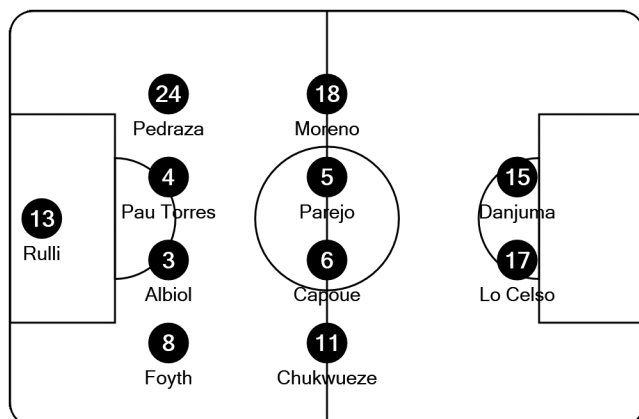 24
Pedraza
4
Pau Torres
13
Rulli
3
Albiol
8
Foyth
18
Moreno
5
Parejo
6
Capoue
11
Chukwueze
15
Danjuma
17
Lo Celso